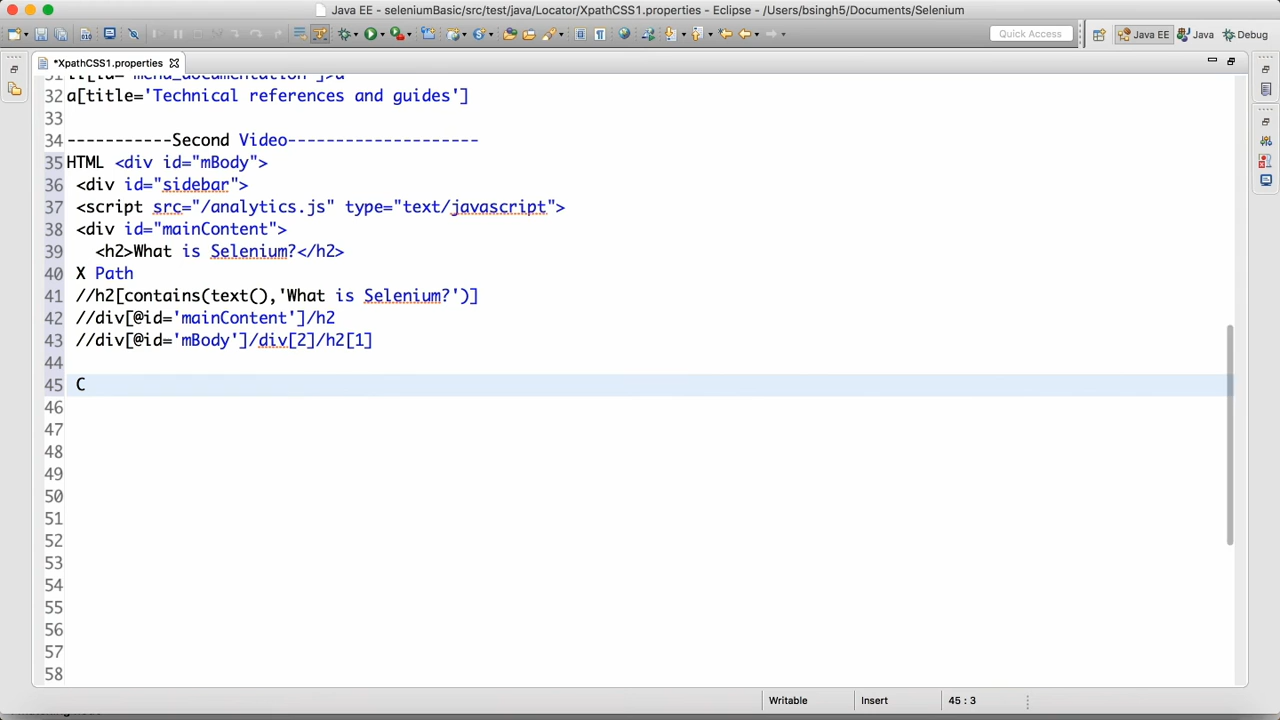 Java EE - seleniumBasic/src/test/java/Locator/XpathCSS1.properties - Eclipse - /Users/bsingh5/Documents/Selenium
Quick Access
Java EE
Java
Debug
*XpathCSS1.properties
32 a[title='Technical references and guides']
33
34 -----------Second Video--------------------
35 HTML <div id="mBody">
36 <div id="sidebar">
37 <script src="/analytics.js" type="text/javascript">
38 <div id="mainContent">
39 <h2>What is Selenium?</h2>
40 X Path
41 //h2[contains(text(),'What is Selenium?')]
42 //div[@id='mainContent']/h2
43 //div[@id='mBody']/div[2]/h2[1]
44
45 C
46
47
48
49
50
51
52
53
54
55
56
57
58
Writable
Insert
45 : 3